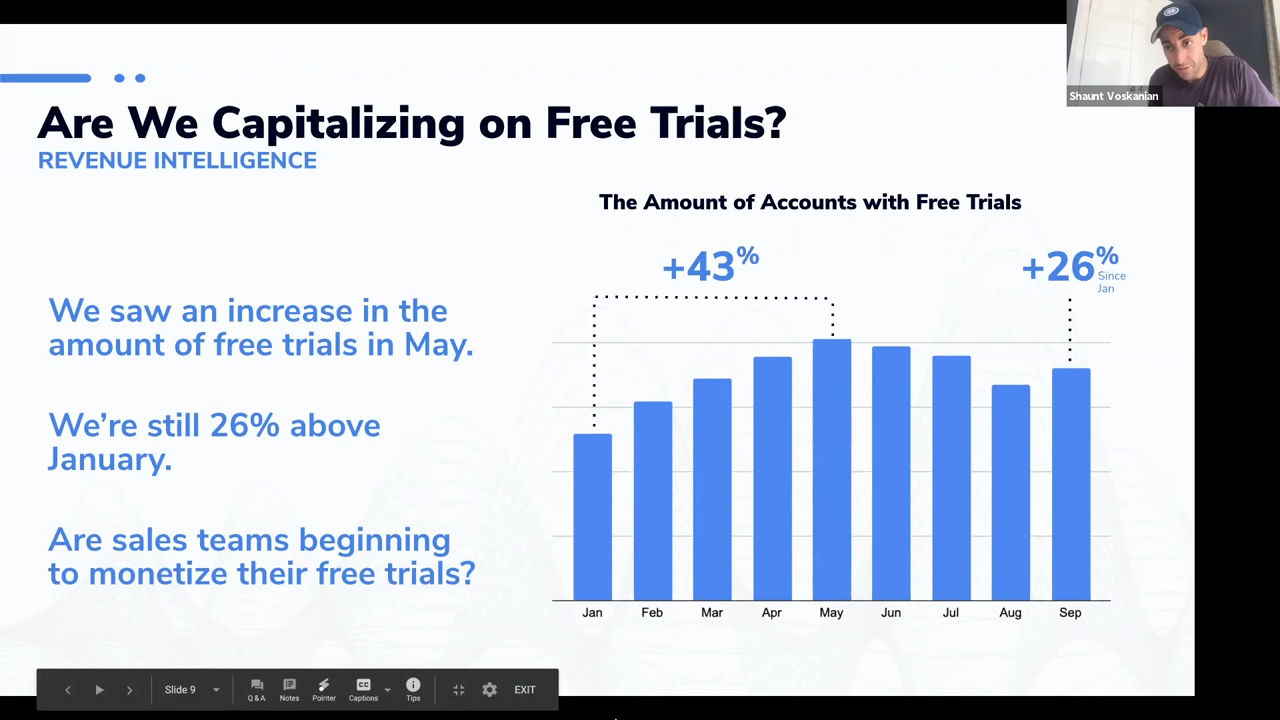 Shaunt Voskanian
Are We Capitalizing on Free Trials?
REVENUE INTELLIGENCE
We saw an increase in the
amount of free trials in May.
We’re still 26% above
January.
Are sales teams beginning
to monetize their free trials?
The Amount of Accounts with Free Trials
+43%
+26%
Since
Jan
Jan Feb Mar Apr May Jun Jul Aug Sep
Slide 9
Q & A Notes Pointer Captions Tips
EXIT